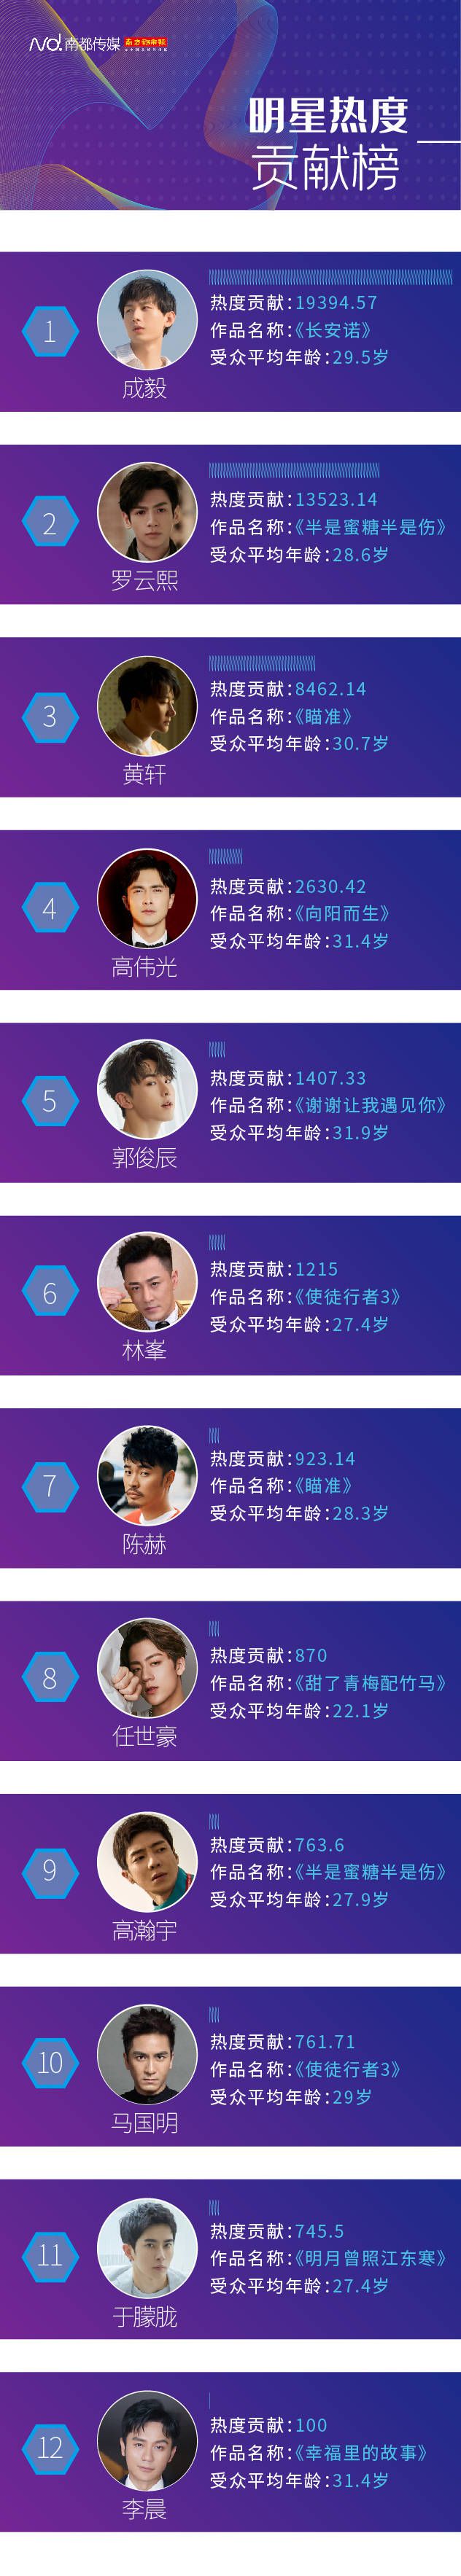 Nd.南都传媒 南方都市报
明星热度
贡献榜
1
热度贡献:19394.57
作品名称:《长安诺》
受众平均年龄:29.5岁
成毅
2
热度贡献:13523.14
作品名称:《半是蜜糖半是伤》
受众平均年龄:28.6岁
罗云熙
3
热度贡献:8462.14
作品名称:《瞄准》
受众平均年龄:30.7岁
黄轩
4
热度贡献:2630.42
作品名称:《向阳而生》
受众平均年龄:31.4岁
高伟光
5
热度贡献:1407.33
作品名称:《谢谢让我遇见你》
受众平均年龄:31.9岁
郭俊辰
6
热度贡献:1215
作品名称:《使徒行者3》
受众平均年龄:27.4岁
林峯
7
热度贡献:923.14
作品名称:《瞄准》
受众平均年龄:28.3岁
陈赫
8
热度贡献:870
作品名称:《甜了青梅配竹马》
受众平均年龄:22.1岁
任世豪
9
热度贡献:763.6
作品名称:《半是蜜糖半是伤》
受众平均年龄:27.9岁
高瀚宇
10
热度贡献:761.71
作品名称:《使徒行者3》
受众平均年龄:29岁
马国明
11
热度贡献:745.5
作品名称:《明月曾照江东寒》
受众平均年龄:27.4岁
于朦胧
12
热度贡献:100
作品名称:《幸福里的故事》
受众平均年龄:31.4岁
李晨